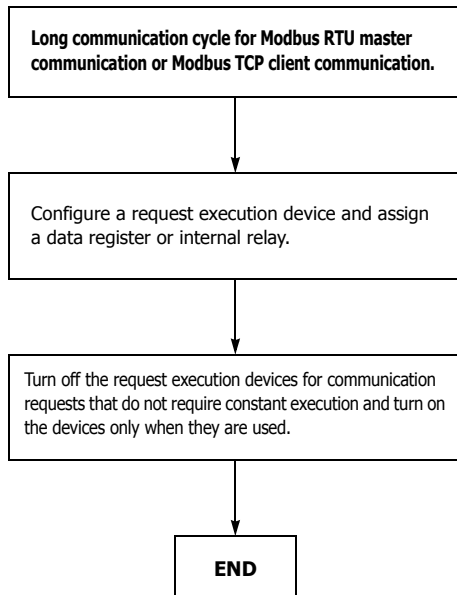 Long communication cycle for Modbus RTU master
communication or Modbus TCP client communication.
Configure a request execution device and assign
a data register or internal relay.
Turn off the request execution devices for communication
requests that do not require constant execution and turn on
the devices only when they are used.
END